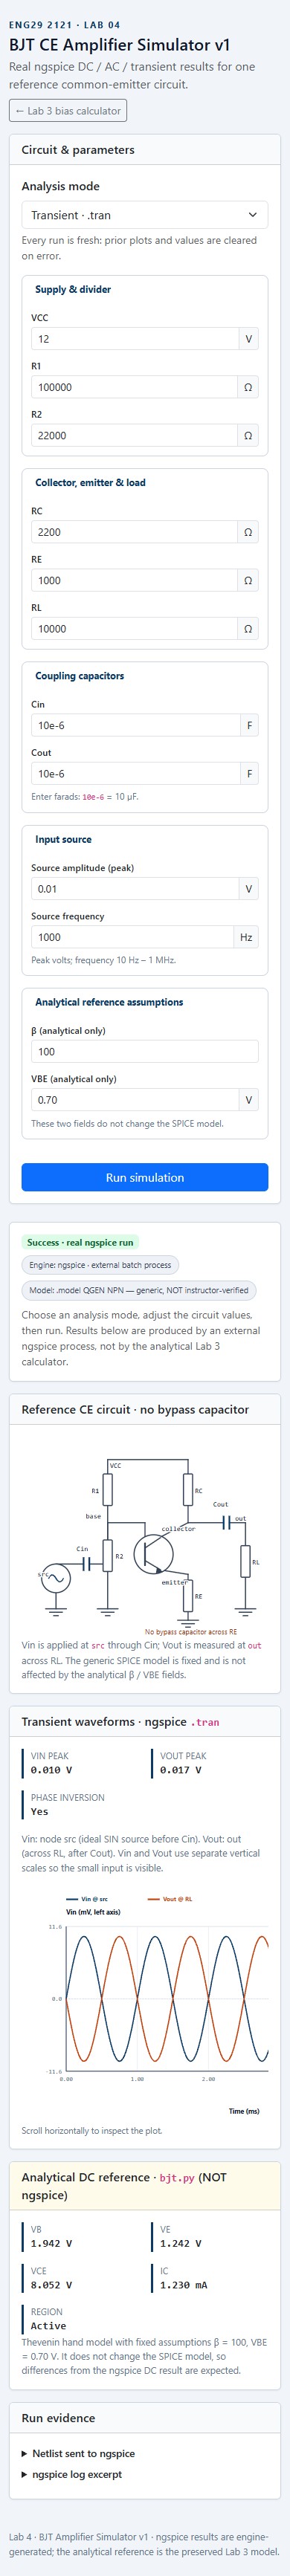 ENG29 2121 · LAB 04
BJT CE Amplifier Simulator v1
Real ngspice DC / AC / transient results for one
reference common-emitter circuit.
← Lab 3 bias calculator
Circuit & parameters
Analysis mode
Transient · .tran
Every run is fresh: prior plots and values are cleared
on error.
Supply & divider
VCC
12 V
R1
100000 Ω
R2
22000 Ω
Collector, emitter & load
RC
2200 Ω
RE
1000 Ω
RL
10000 Ω
Coupling capacitors
Cin
10e-6 F
Cout
10e-6 F
Enter farads: 10e-6 = 10 µF.
Input source
Source amplitude (peak)
0.01 V
Source frequency
1000 Hz
Peak volts; frequency 10 Hz – 1 MHz.
Analytical reference assumptions
β (analytical only)
100
VBE (analytical only)
0.70 V
These two fields do not change the SPICE model.
Run simulation
Success · real ngspice run
Engine: ngspice · external batch process
Model: .model QGEN NPN — generic, NOT instructor-verified
Choose an analysis mode, adjust the circuit values,
then run. Results below are produced by an external
ngspice process, not by the analytical Lab 3
calculator.
Reference CE circuit · no bypass capacitor
VCC
R1
RC
Cout
base
out
collector
Cin
R2
RL
emitter
src
RE
No bypass capacitor across RE
Vin is applied at src through Cin; Vout is measured at out
across RL. The generic SPICE model is fixed and is not
affected by the analytical β / VBE fields.
Transient waveforms · ngspice .tran
VIN PEAK
0.010 V
VOUT PEAK
0.017 V
PHASE INVERSION
Yes
Vin: node src (ideal SIN source before Cin). Vout: out
(across RL, after Cout). Vin and Vout use separate vertical
scales so the small input is visible.
Vin @ src
Vout @ RL
Vin (mV, left axis)
11.6
0.0
-11.6
0.00
1.00
2.00
Time (ms)
Scroll horizontally to inspect the plot.
Analytical DC reference · bjt.py (NOT
ngspice)
VB
1.942 V
VE
1.242 V
VCE
8.052 V
IC
1.230 mA
REGION
Active
Thevenin hand model with fixed assumptions β = 100, VBE
= 0.70 V. It does not change the SPICE model, so
differences from the ngspice DC result are expected.
Run evidence
▶ Netlist sent to ngspice
▶ ngspice log excerpt
Lab 4 · BJT Amplifier Simulator v1 · ngspice results are engine-
generated; the analytical reference is the preserved Lab 3 model.